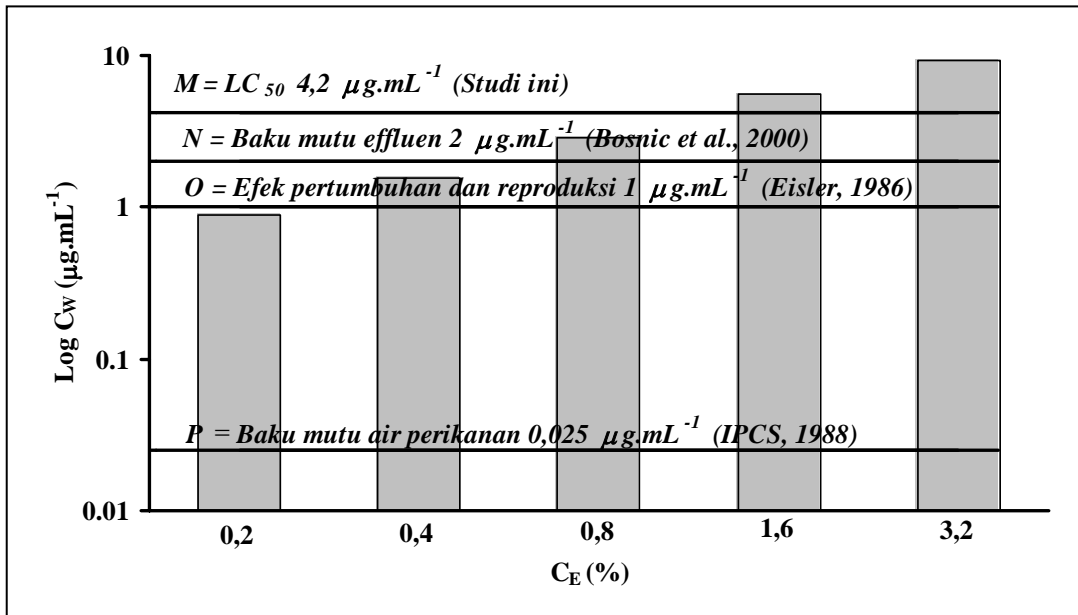 10
M = LC 50 4,2 μg.mL-1 (Studi ini)
N = Baku mutu effluen 2 μg.mL-1 (Bosnic et al., 2000)
O = Efek pertumbuhan dan reproduksi 1 μg.mL-1 (Eisler, 1986)
1
Log CW (μg.mL-1)
0.1
P = Baku mutu air perikanan 0,025 μg.mL-1 (IPCS, 1988)
0.01
0,2 0,4 0,8 1,6 3,2
CE (%)